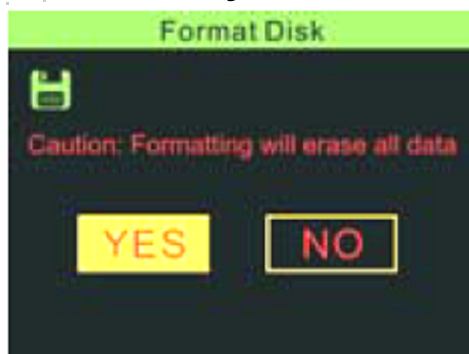 Format Disk
Caution: Formatting will erase all data
YES
NO